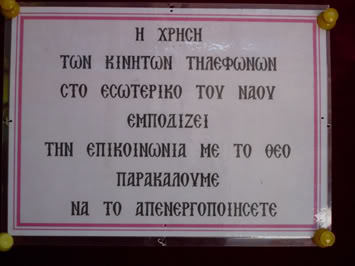 Η ΧΡΗΣΗ
ΤΩΝ ΚΙΝΗΤΩΝ ΤΗΛΕΦΩΝΩΝ
ϹΤΟ ΕϹΩΤΕΡΙΚΟ ΤΟΥ ΝΑΟΥ
ΕΜΠΟΔΙΖΕΙ
ΤΗΝ ΕΠΙΚΟΙΝΩΝΙΑ ΜΕ ΤΟ ΘΕΟ
ΠΑΡΑΚΑΛΟΥΜΕ
ΝΑ ΤΟ ΑΠΕΝΕΡΓΟΠΟΙΗϹΕΤΕ